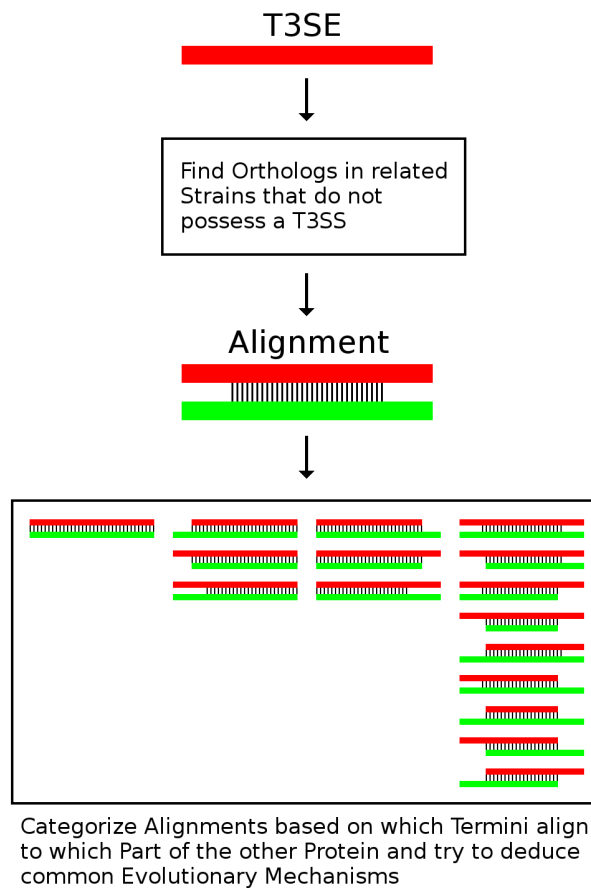 T3SE
Find Orthologs in related
Strains that do not
possess a T3SS
Alignment
Categorize Alignments based on which Termini align
to which Part of the other Protein and try to deduce
common Evolutionary Mechanisms